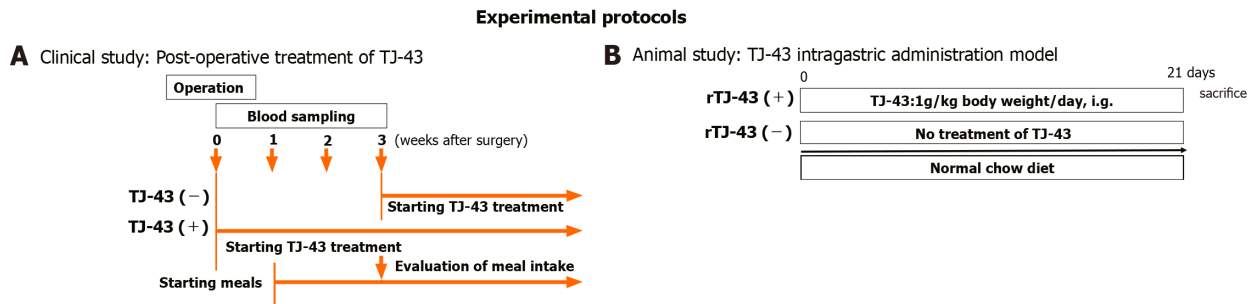 Experimental protocols
A Clinical study: Post-operative treatment of TJ-43
Operation
Blood sampling
0 1 2 3 (weeks after surgery)
TJ-43 (−)
Starting TJ-43 treatment
TJ-43 (+)
Starting TJ-43 treatment
Evaluation of meal intake
Starting meals
B Animal study: TJ-43 intragastric administration model
0 21 days
sacrifice
rTJ-43 (+) TJ-43:1g/kg body weight/day, i.g.
rTJ-43 (−) No treatment of TJ-43
Normal chow diet